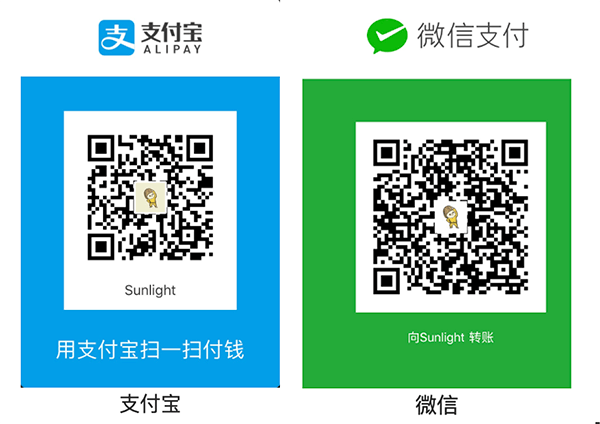 支付宝
ALIPAY
Sunlight
用支付宝扫一扫付钱
支付宝
微信支付
向Sunlight 转账
微信